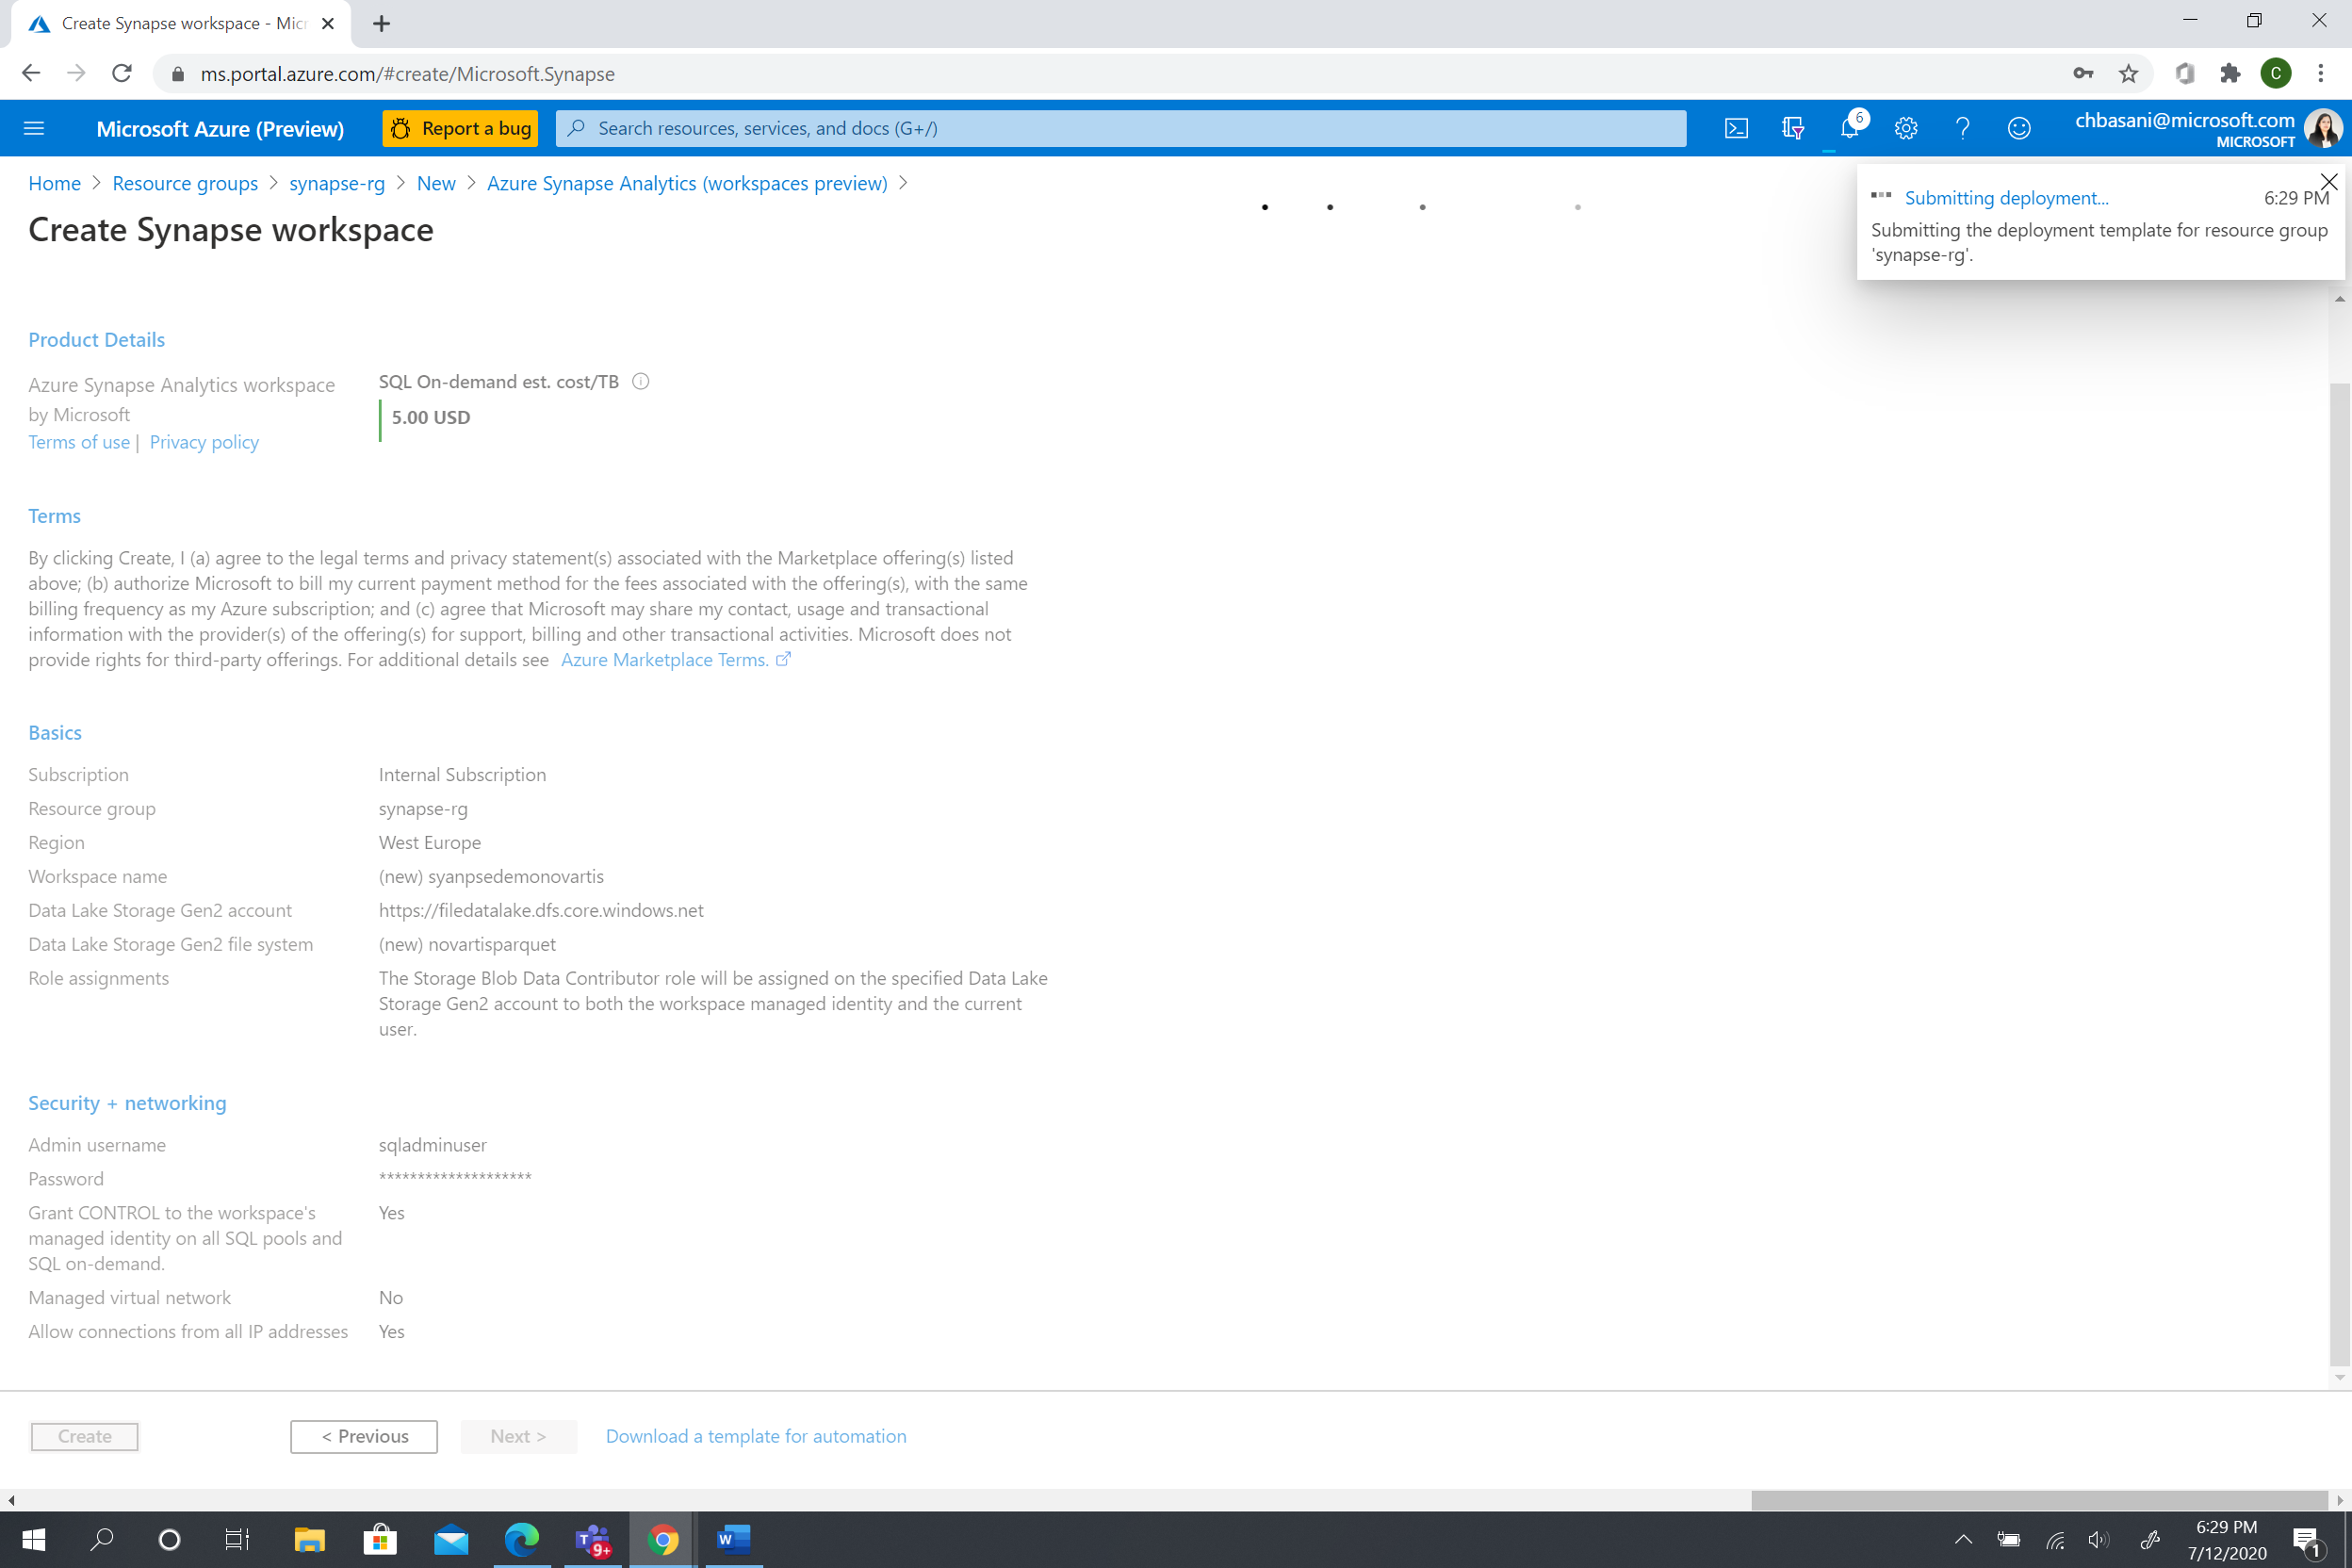 Create Synapse workspace - Micr
ms.portal.azure.com/#create/Microsoft.Synapse
C
Microsoft Azure (Preview)
Report a bug
Search resources, services, and docs (G+/)
6
chbasani@microsoft.com
MICROSOFT
Home > Resource groups > synapse-rg > New > Azure Synapse Analytics (workspaces preview) >
Create Synapse workspace
Submitting deployment... 6:29 PM
Submitting the deployment template for resource group
'synapse-rg'.
Product Details
Azure Synapse Analytics workspace
by Microsoft
Terms of use | Privacy policy
SQL On-demand est. cost/TB
5.00 USD
Terms
By clicking Create, I (a) agree to the legal terms and privacy statement(s) associated with the Marketplace offering(s) listed
above; (b) authorize Microsoft to bill my current payment method for the fees associated with the offering(s), with the same
billing frequency as my Azure subscription; and (c) agree that Microsoft may share my contact, usage and transactional
information with the provider(s) of the offering(s) for support, billing and other transactional activities. Microsoft does not
provide rights for third-party offerings. For additional details see Azure Marketplace Terms.
Basics
Subscription Internal Subscription
Resource group synapse-rg
Region West Europe
Workspace name (new) syanpsedemonovartis
Data Lake Storage Gen2 account https://filedatalake.dfs.core.windows.net
Data Lake Storage Gen2 file system (new) novartisparquet
Role assignments The Storage Blob Data Contributor role will be assigned on the specified Data Lake
Storage Gen2 account to both the workspace managed identity and the current
user.
Security + networking
Admin username sqladminuser
Password ********************
Grant CONTROL to the workspace's Yes
managed identity on all SQL pools and
SQL on-demand.
Managed virtual network No
Allow connections from all IP addresses Yes
Create < Previous Next > Download a template for automation
T 9+
W
6:29 PM
7/12/2020
1